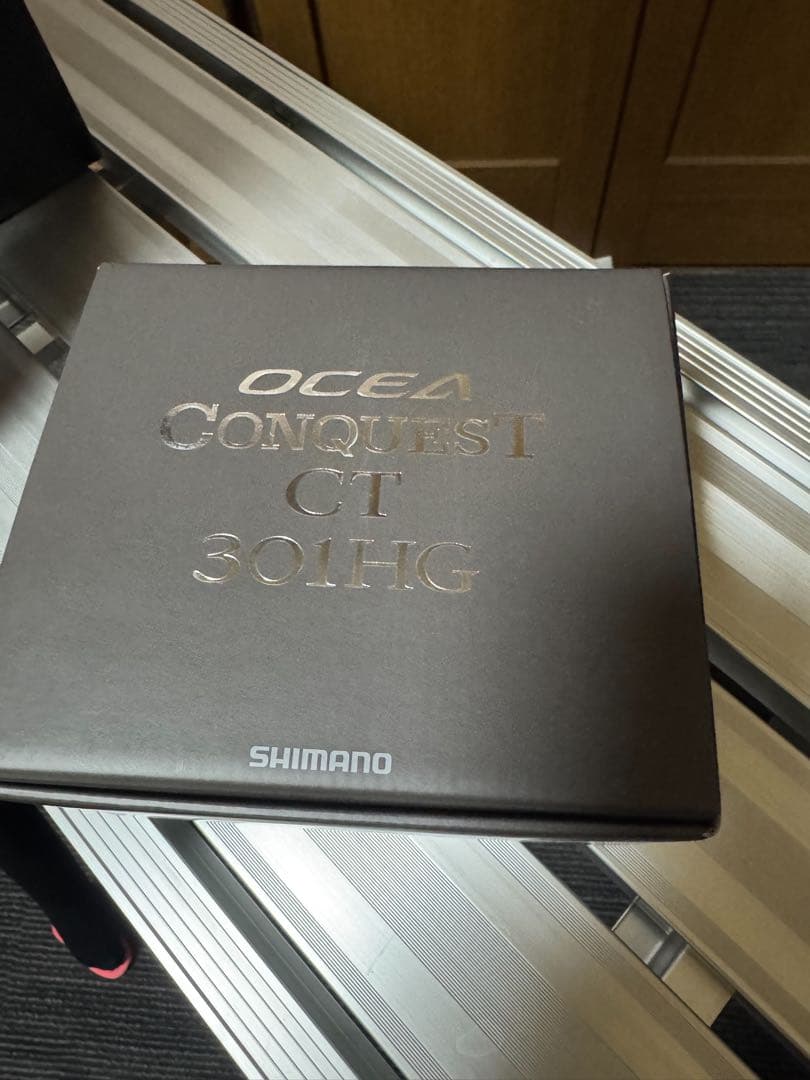 OCEA
CONQUEST
CT
301HG
SHIMANO